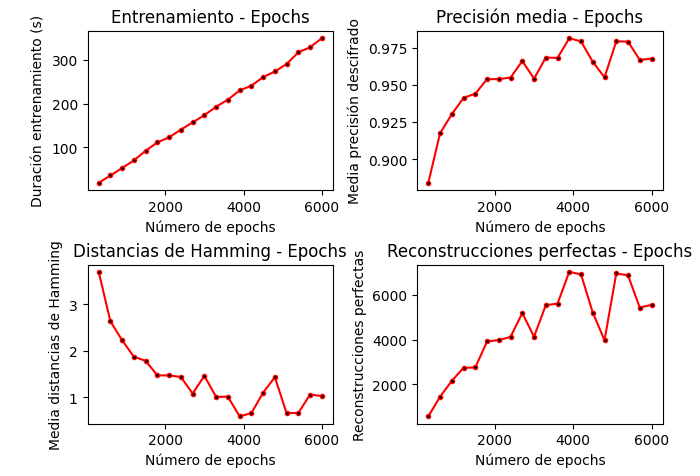 Entrenamiento - Epochs
Duración entrenamiento (s)
300
200
100
2000
4000
6000
Número de epochs
Precisión media - Epochs
Media precisión descifrado
0.975
0.950
0.925
0.900
2000
4000
6000
Número de epochs
Distancias de Hamming - Epochs
Media distancias de Hamming
3
2
1
2000
4000
6000
Número de epochs
Reconstrucciones perfectas - Epochs
Reconstrucciones perfectas
6000
4000
2000
2000
4000
6000
Número de epochs